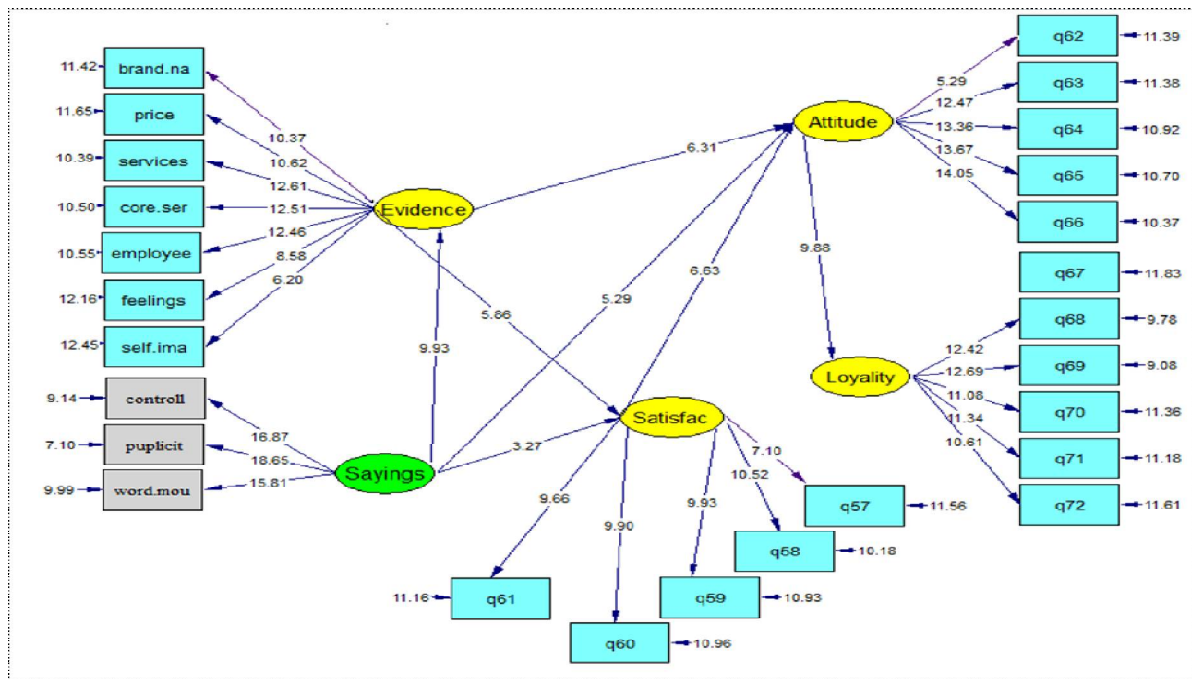 11.42
brand.na
11.65
price
10.39
services
10.50
core.ser
10.55
employee
12.16
feelings
12.45
self.ima
9.14
controll
7.10
puplicit
9.99
word.mou
10.37
10.62
12.61
12.51
12.46
8.58
6.20
Evidence
16.87
18.65
15.81
Sayings
9.93
6.31
5.29
6.63
5.86
3.27
Attitude
5.29
12.47
13.36
13.67
14.05
q62
11.39
q63
11.38
q64
10.92
q65
10.70
q66
10.37
9.88
Loyality
12.42
12.69
11.08
11.34
10.61
q67
11.83
q68
9.78
q69
9.08
q70
11.36
q71
11.18
q72
11.61
Satisfac
7.10
10.52
9.93
9.90
9.66
q57
11.56
q58
10.18
q59
10.93
q60
10.96
11.16
q61